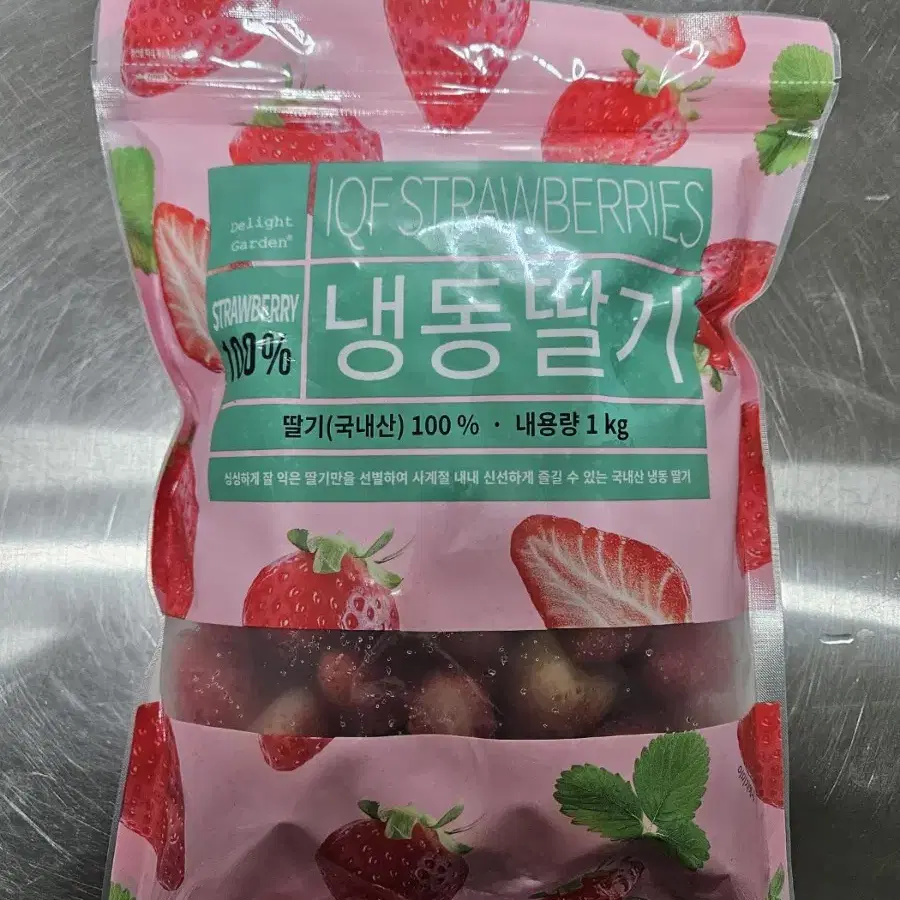 Delight
Garden®
IQF STRAWBERRIES
STRAWBERRY
100%
냉동딸기
딸기(국내산) 100 % · 내용량 1 kg
싱싱하게 잘 익은 딸기만을 선별하여 사계절 내내 신선하게 즐길 수 있는 국내산 냉동 딸기